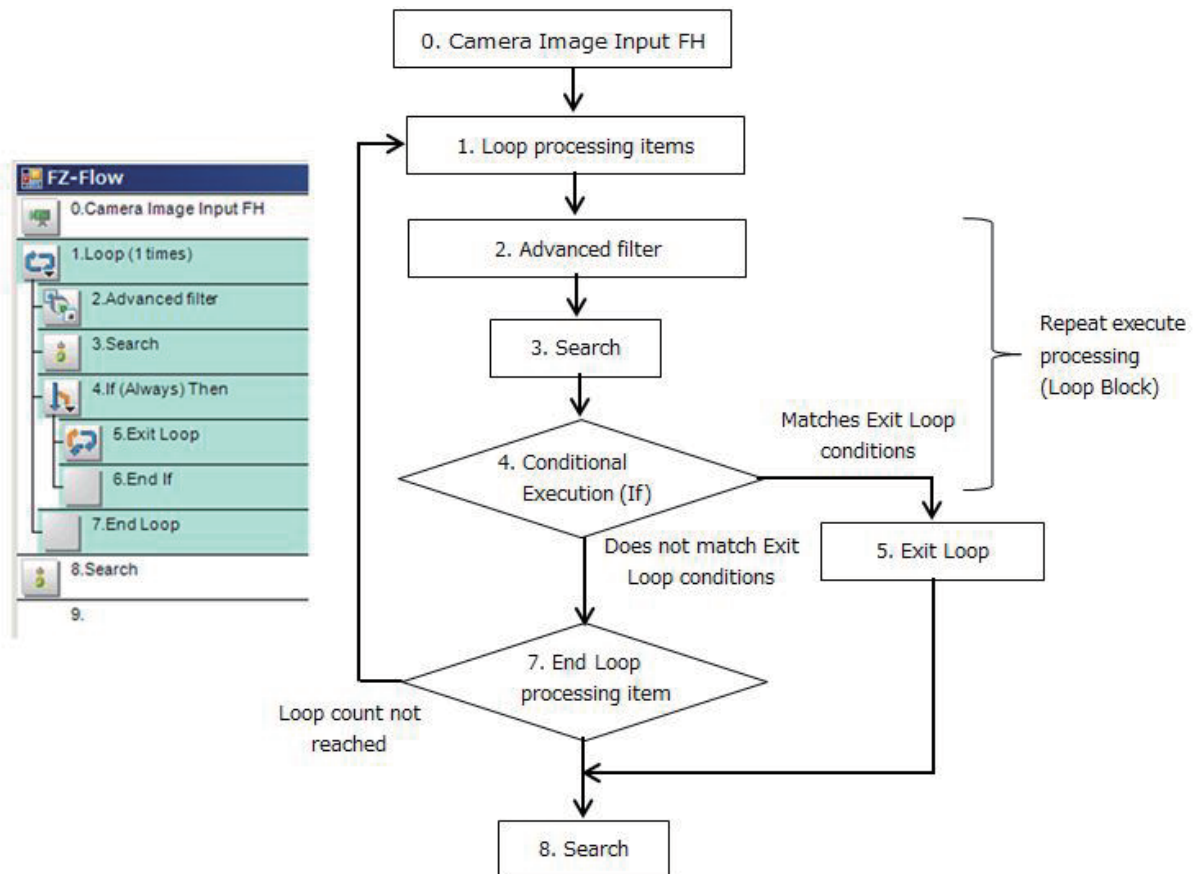 FZ-Flow
0.Camera Image Input FH
1.Loop (1 times)
2.Advanced filter
3.Search
4.If (Always) Then
5.Exit Loop
6.End If
7.End Loop
8.Search
9.
0. Camera Image Input FH
1. Loop processing items
2. Advanced filter
3. Search
4. Conditional
Execution (If)
Matches Exit Loop
conditions
Does not match Exit
Loop conditions
5. Exit Loop
7. End Loop
processing item
Loop count not
reached
8. Search
Repeat execute
processing
(Loop Block)